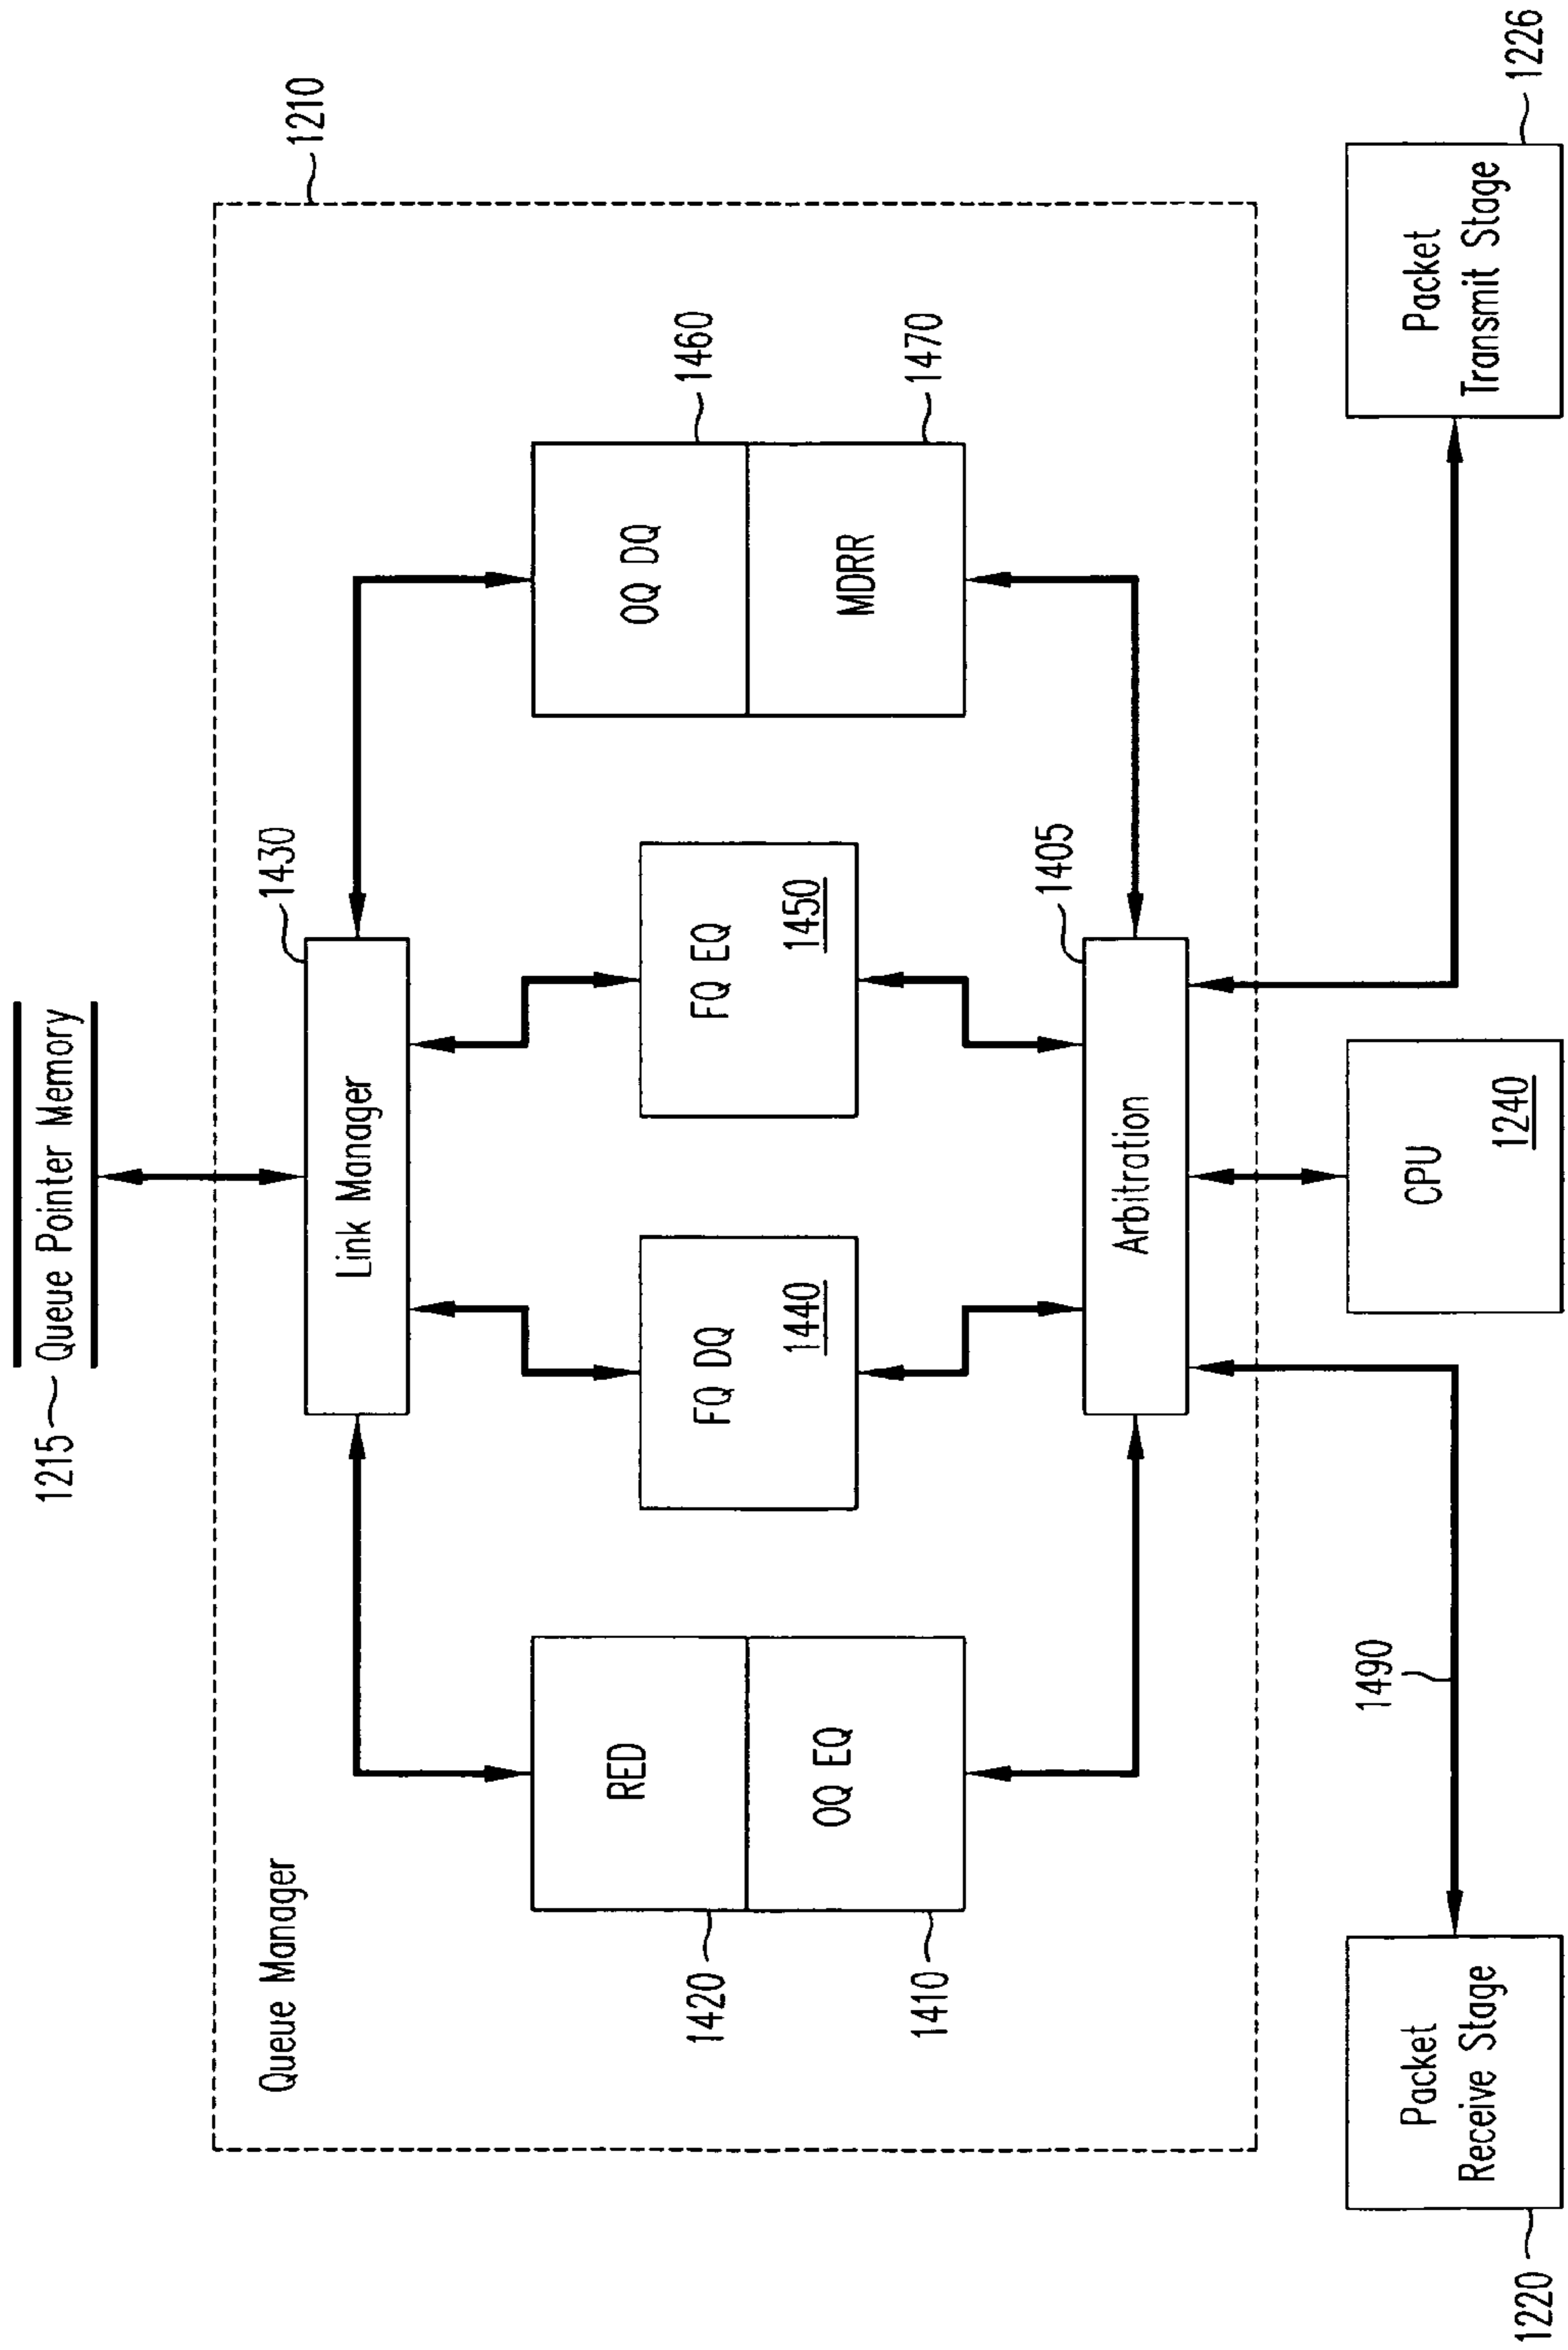 1215
Queue Pointer Memory
1210
Queue Manager
1430
Link Manager
RED
1420
OQ EQ
1410
FQ DQ
1440
FQ EQ
1450
OQ DQ
1460
MDRR
1470
1405
Arbitration
1490
1220
Packet
Receive Stage
CPU
1240
Packet
Transmit Stage
1226